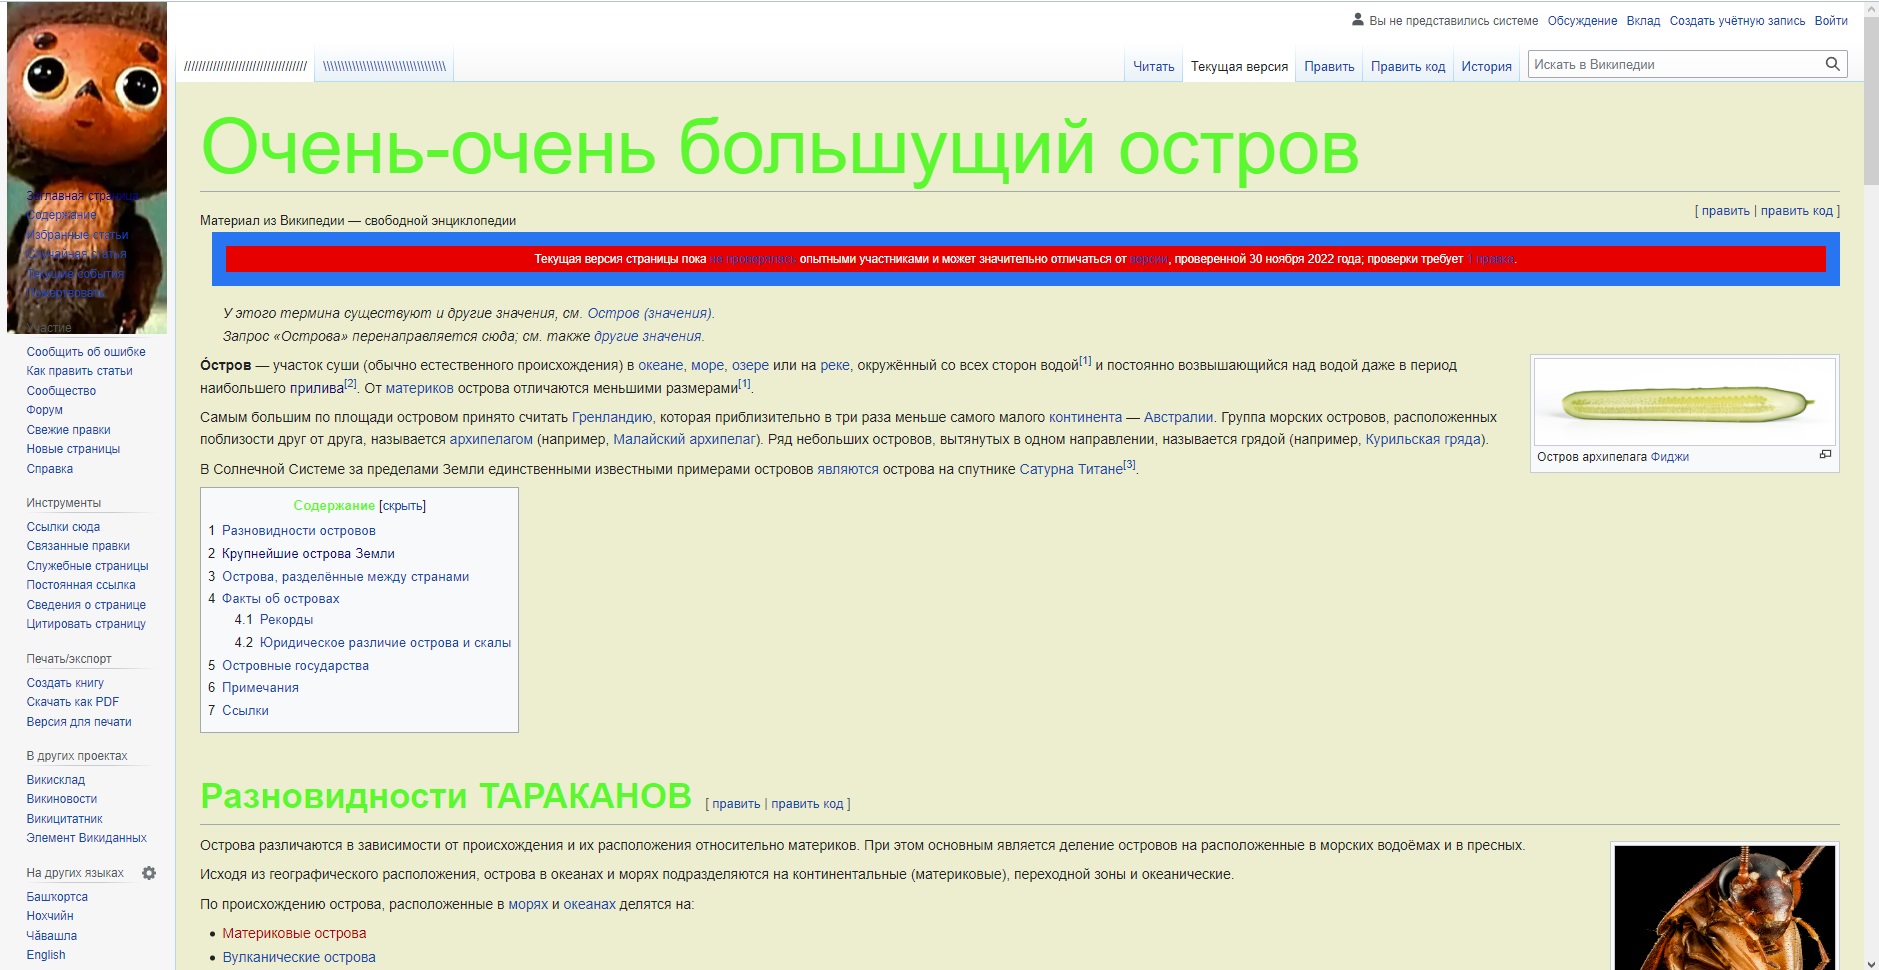 Вы не представились системе Обсуждение Вклад Создать учётную запись Войти
////////////////////////////////// \\\\\\\\\\\\\\\\\\\\\\\\\\\\\\\\\\ Читать Текущая версия Править Править код История Искать в Википедии
Очень-очень большущий остров
[ править | править код ]
Материал из Википедии — свободной энциклопедии
Текущая версия страницы пока не проверялась опытными участниками и может значительно отличаться от версии, проверенной 30 ноября 2022 года; проверки требует 1 правка.
У этого термина существуют и другие значения, см. Остров (значения).
Запрос «Острова» перенаправляется сюда; см. также другие значения.
О́стров — участок суши (обычно естественного происхождения) в океане, море, озере или на реке, окружённый со всех сторон водой[1] и постоянно возвышающийся над водой даже в период
наибольшего прилива[2]. От материков острова отличаются меньшими размерами[1].
Самым большим по площади островом принято считать Гренландию, которая приблизительно в три раза меньше самого малого континента — Австралии. Группа морских островов, расположенных
поблизости друг от друга, называется архипелагом (например, Малайский архипелаг). Ряд небольших островов, вытянутых в одном направлении, называется грядой (например, Курильская гряда).
В Солнечной Системе за пределами Земли единственными известными примерами островов являются острова на спутнике Сатурна Титане[3].
Остров архипелага Фиджи
Содержание [скрыть]
1 Разновидности островов
2 Крупнейшие острова Земли
3 Острова, разделённые между странами
4 Факты об островах
4.1 Рекорды
4.2 Юридическое различие острова и скалы
5 Островные государства
6 Примечания
7 Ссылки
Разновидности ТАРАКАНОВ [ править | править код ]
Острова различаются в зависимости от происхождения и их расположения относительно материков. При этом основным является деление островов на расположенные в морских водоёмах и в пресных.
Исходя из географического расположения, острова в океанах и морях подразделяются на континентальные (материковые), переходной зоны и океанические.
По происхождению острова, расположенные в морях и океанах делятся на:
Материковые острова
Вулканические острова
Заглавная страница
Содержание
Избранные статьи
Случайная статья
Текущие события
Пожертвовать
Участие
Сообщить об ошибке
Как править статьи
Сообщество
Форум
Свежие правки
Новые страницы
Справка
Инструменты
Ссылки сюда
Связанные правки
Служебные страницы
Постоянная ссылка
Сведения о странице
Цитировать страницу
Печать/экспорт
Создать книгу
Скачать как PDF
Версия для печати
В других проектах
Викисклад
Викиновости
Викицитатник
Элемент Викиданных
На других языках
Башҡортса
Нохчийн
Чӑвашла
English